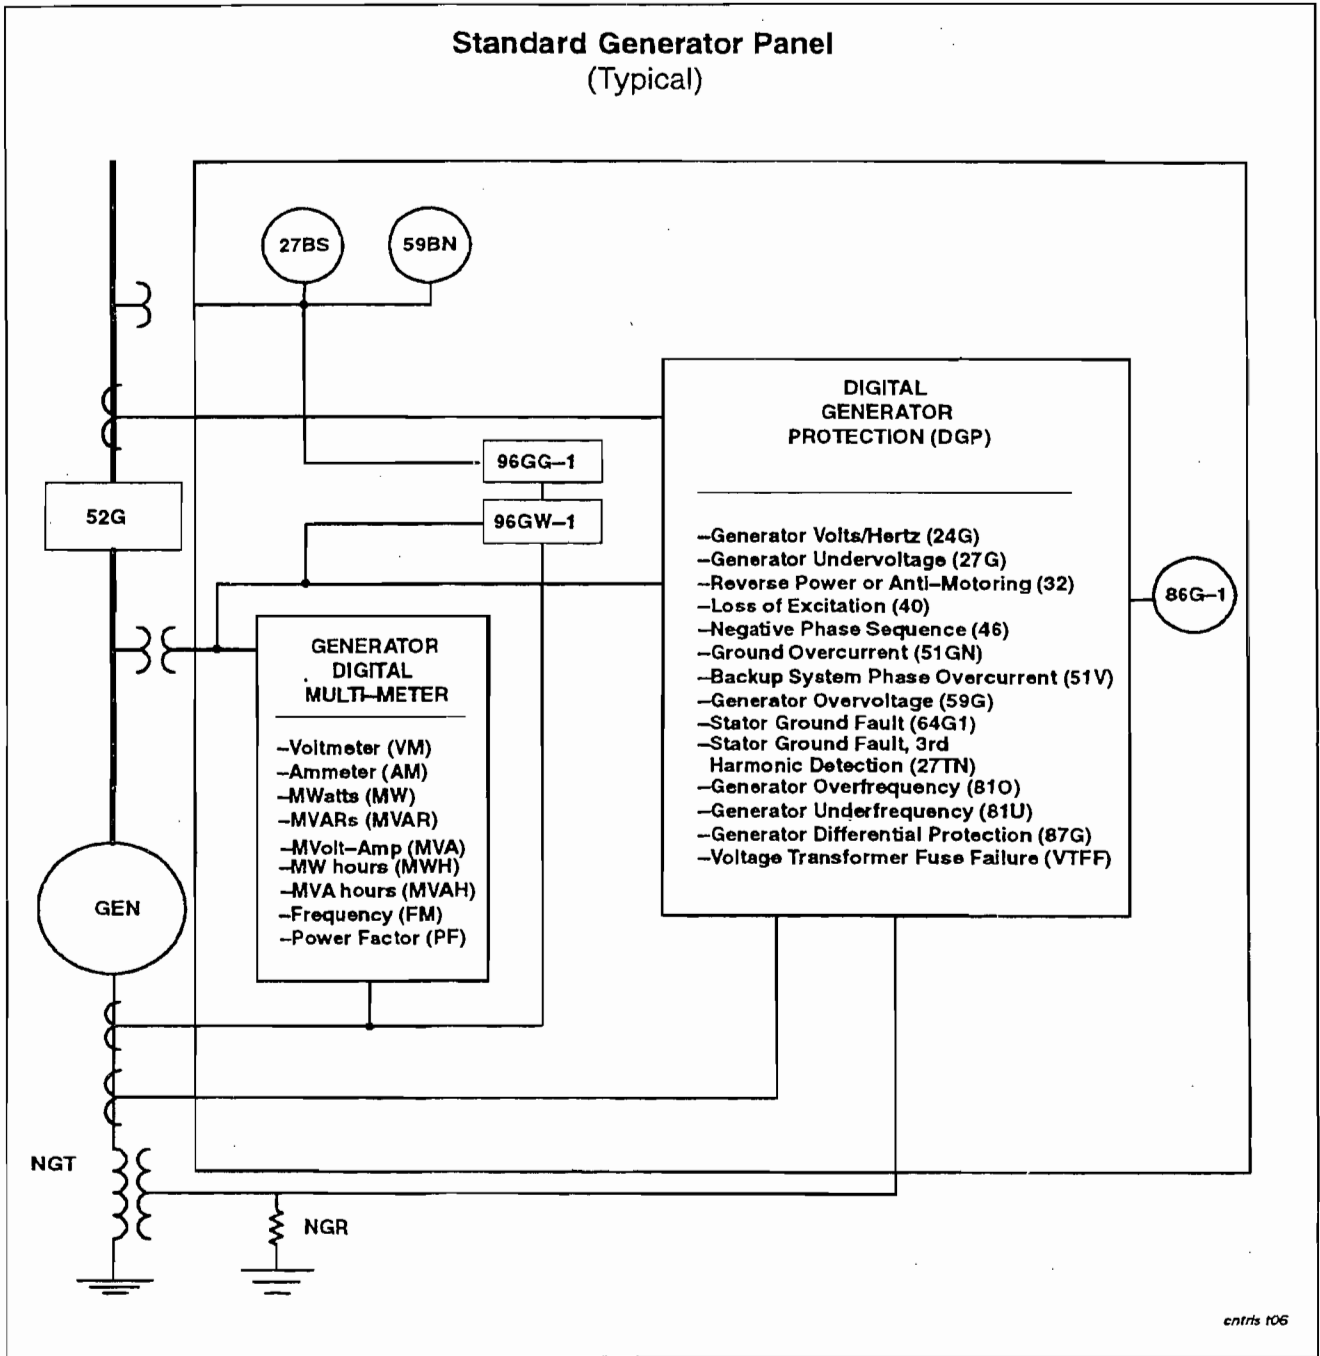 Standard Generator Panel
(Typical)
27BS
59BN
DIGITAL
GENERATOR
PROTECTION (DGP)
96GG–1
52G
96GW–1
–Generator Volts/Hertz (24G)
–Generator Undervoltage (27G)
–Reverse Power or Anti–Motoring (32)
–Loss of Excitation (40)
–Negative Phase Sequence (46)
–Ground Overcurrent (51GN)
–Backup System Phase Overcurrent (51V)
–Generator Overvoltage (59G)
–Stator Ground Fault (64G1)
–Stator Ground Fault, 3rd
Harmonic Detection (27TN)
–Generator Overfrequency (81O)
–Generator Underfrequency (81U)
–Generator Differential Protection (87G)
–Voltage Transformer Fuse Failure (VTFF)
86G–1
GENERATOR
DIGITAL
MULTI–METER
–Voltmeter (VM)
–Ammeter (AM)
–MWatts (MW)
–MVARs (MVAR)
–MVolt–Amp (MVA)
–MW hours (MWH)
–MVA hours (MVAH)
–Frequency (FM)
–Power Factor (PF)
GEN
NGT
NGR
cntris t06